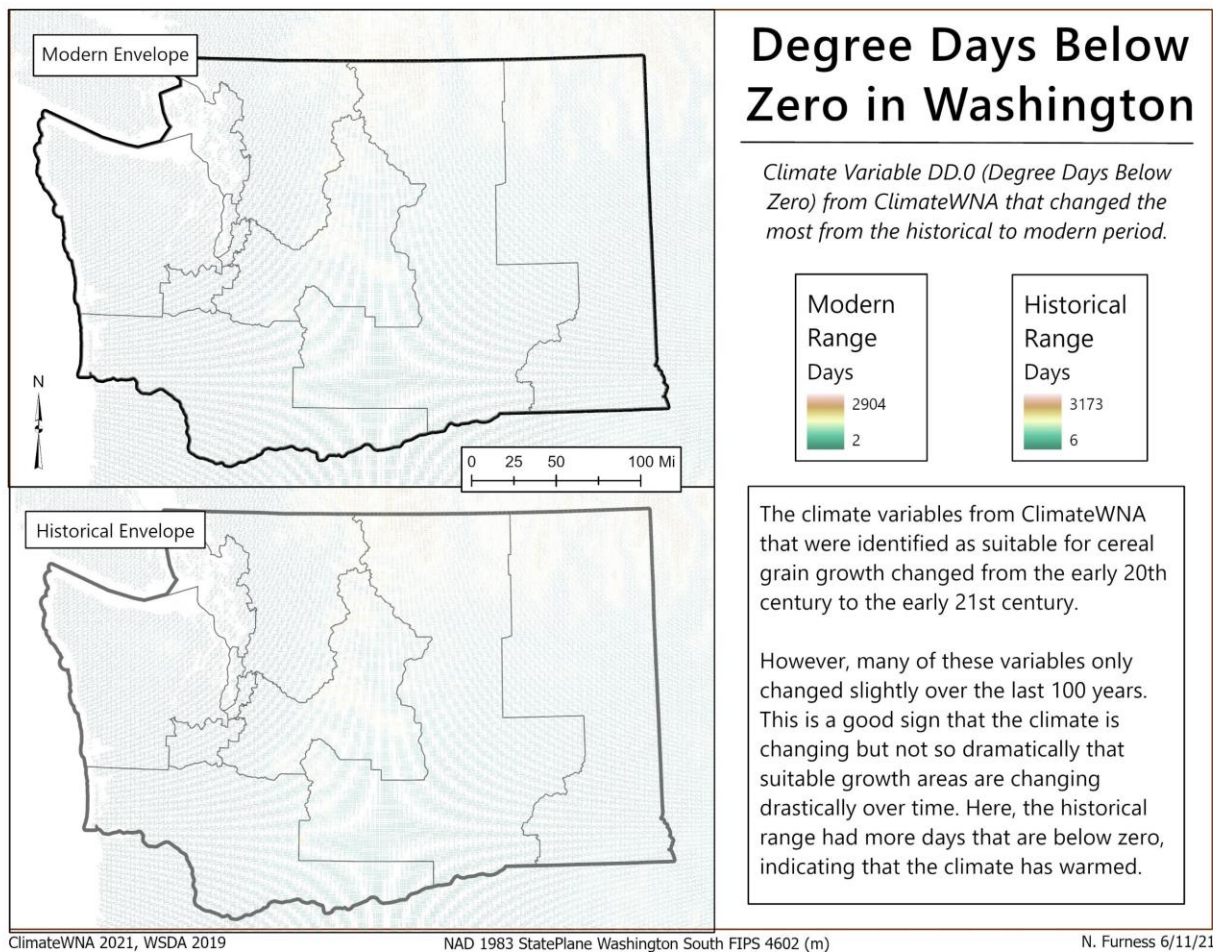 Modern Envelope
N
0 25 50 100 Mi
Historical Envelope
Degree Days Below
Zero in Washington
Climate Variable DD.0 (Degree Days Below
Zero) from ClimateWNA that changed the
most from the historical to modern period.
Modern
Range
Days
2904
2
Historical
Range
Days
3173
6
The climate variables from ClimateWNA
that were identified as suitable for cereal
grain growth changed from the early 20th
century to the early 21st century.
However, many of these variables only
changed slightly over the last 100 years.
This is a good sign that the climate is
changing but not so dramatically that
suitable growth areas are changing
drastically over time. Here, the historical
range had more days that are below zero,
indicating that the climate has warmed.
ClimateWNA 2021, WSDA 2019
NAD 1983 StatePlane Washington South FIPS 4602 (m)
N. Furness 6/11/21